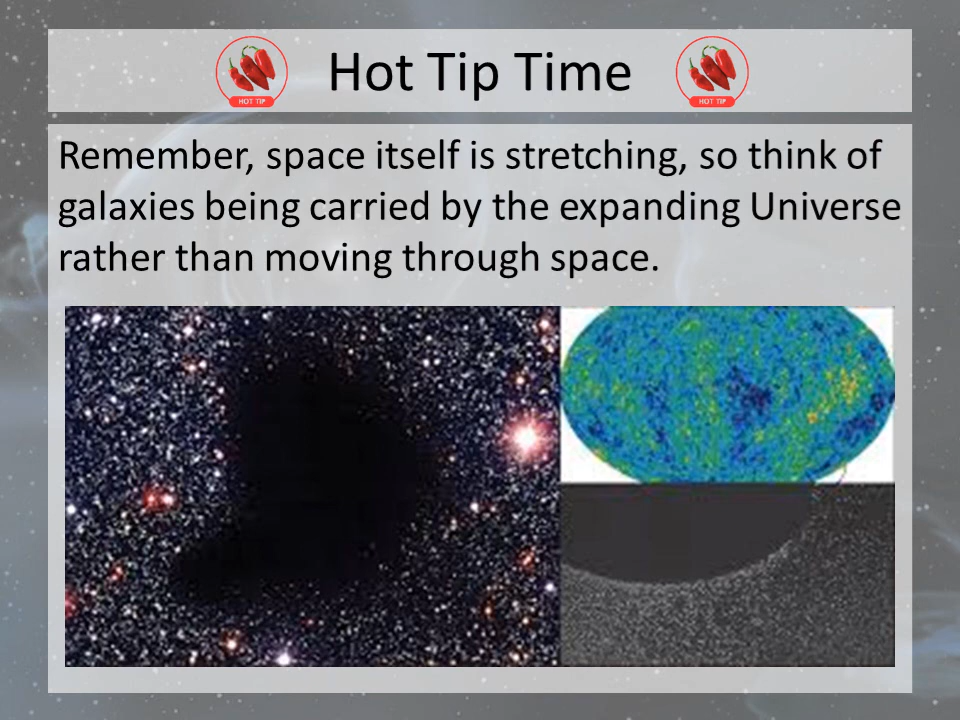 HOT TIP
Hot Tip Time
HOT TIP
Remember, space itself is stretching, so think of
galaxies being carried by the expanding Universe
rather than moving through space.